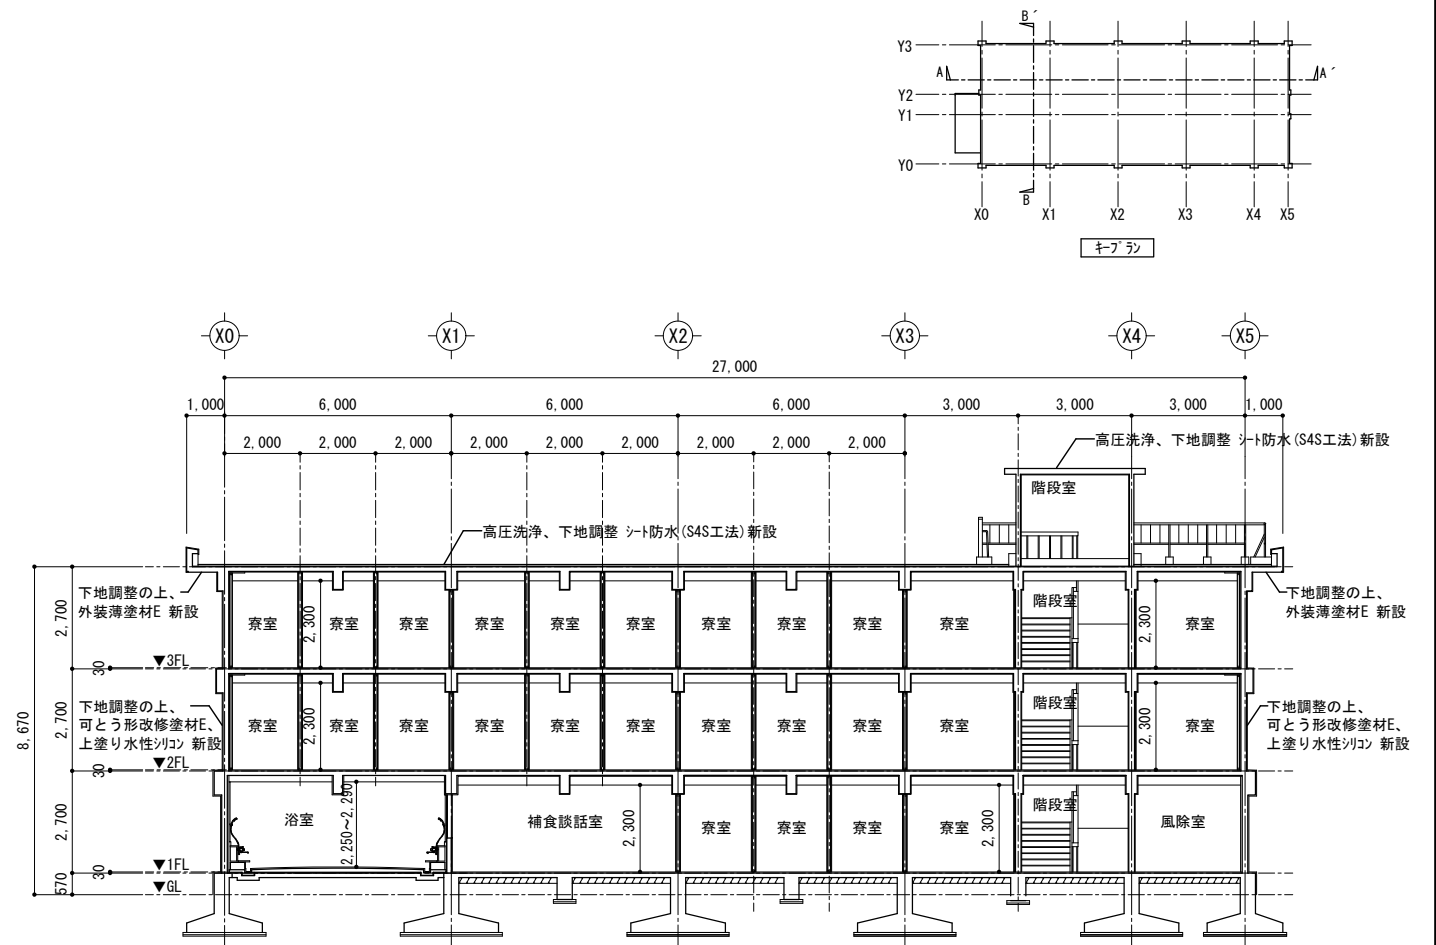 B´
Y3
A
A´
Y2
Y1
Y0
B
X0 X1 X2 X3 X4 X5
ｷｰﾌﾟﾗﾝ
X0 X1 X2 X3 X4 X5
27,000
1,000 6,000 6,000 6,000 3,000 3,000 3,000 1,000
2,000 2,000 2,000 2,000 2,000 2,000 2,000 2,000 2,000
高圧洗浄、下地調整 ｼｰﾄ防水(S4S工法)新設
階段室
高圧洗浄、下地調整 ｼｰﾄ防水(S4S工法)新設
下地調整の上、
外装薄塗材E 新設
下地調整の上、
外装薄塗材E 新設
2,700
寮室 2,300 寮室 寮室 寮室 寮室 寮室 寮室 寮室 寮室 寮室 階段室 2,300 寮室
▼3FL
30
下地調整の上、
可とう形改修塗材E、
上塗り水性ｼﾘｺﾝ 新設
下地調整の上、
可とう形改修塗材E、
上塗り水性ｼﾘｺﾝ 新設
8,670
2,700
寮室 2,300 寮室 寮室 寮室 寮室 寮室 寮室 寮室 寮室 寮室 階段室 2,300 寮室
▼2FL
30
2,700
浴室 2,250～2,290 補食談話室 2,300 寮室 寮室 寮室 寮室 2,300 階段室 風除室
▼1FL
30
570
▼GL